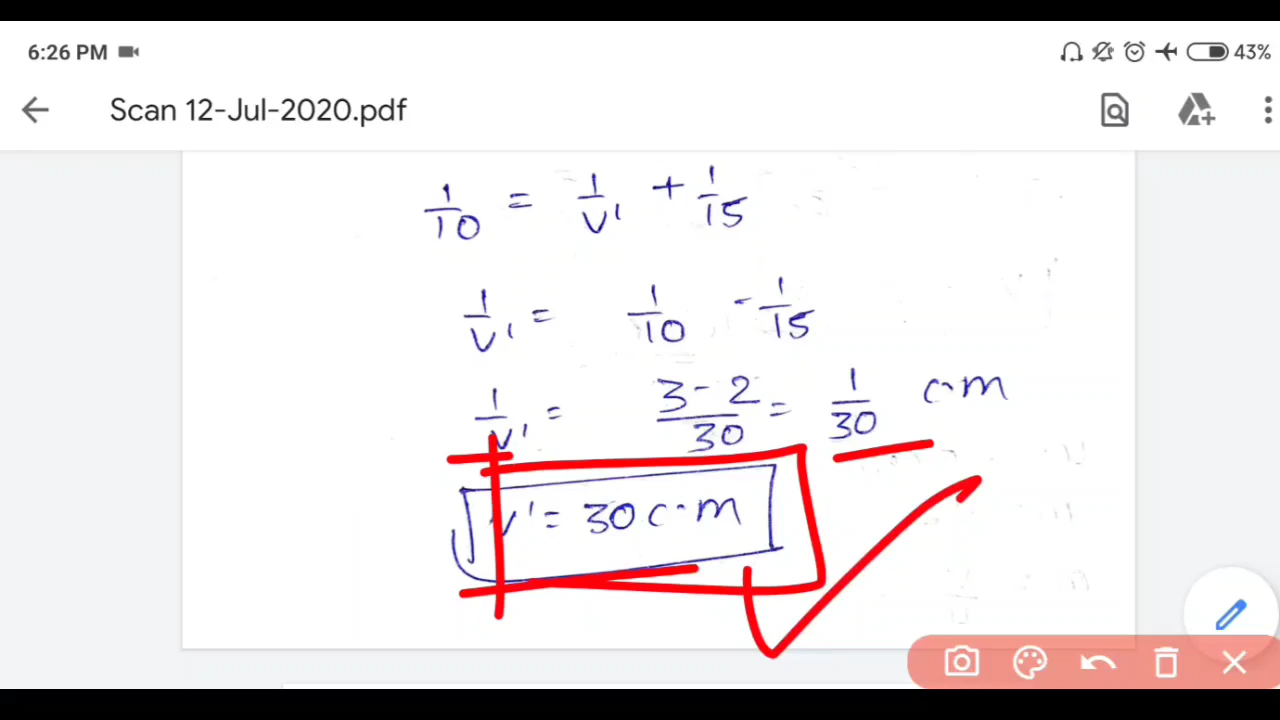 6:26 PM 43%
Scan 12-Jul-2020.pdf
1/10 = 1/v' + 1/15
1/v' = 1/10 - 1/15
1/v' = 3-2/30 = 1/30 c.m
v' = 30 c.m